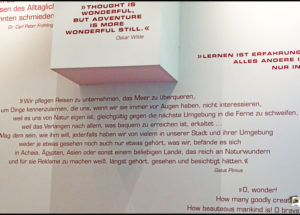 sen des Alltäglich
nnten schmieden
Dr. Carl Peter Fröhling
»THOUGHT IS
WONDERFUL,
BUT ADVENTURE
IS MORE
WONDERFUL STILL.«
Oskar Wilde
»LERNEN IST ERFAHRUNG
ALLES ANDERE I
NUR IN
»Wir pflegen Reisen zu unternehmen, das Meer zu überqueren,
um Dinge kennzulernen, die uns, wenn wir sie immer vor Augen haben, nicht interessieren,
weil es uns von Natur eigen ist, gleichgültig gegen die nächste Umgebung in die Ferne zu schweifen,
weil das Verlangen nach allem, was bequem zu erreichen ist, erkaltet ...
Mag dem sein, wie ihm will, jedenfalls haben wir von vielem in unserer Stadt und ihrer Umgebung
weder je etwas gesehen noch auch nur etwas gehört, was wir, befände es sich
in Achaia, Ägypten, Asien oder sonst einem beliebigen Lande, das reich an Naturwundern
und für sie Reklame zu machen weiß, längst gehört, gesehen und besichtigt hätten.«
Gaius Plinius
»O, wonder!
How many goodly creat
How beauteous mankind is! O brave